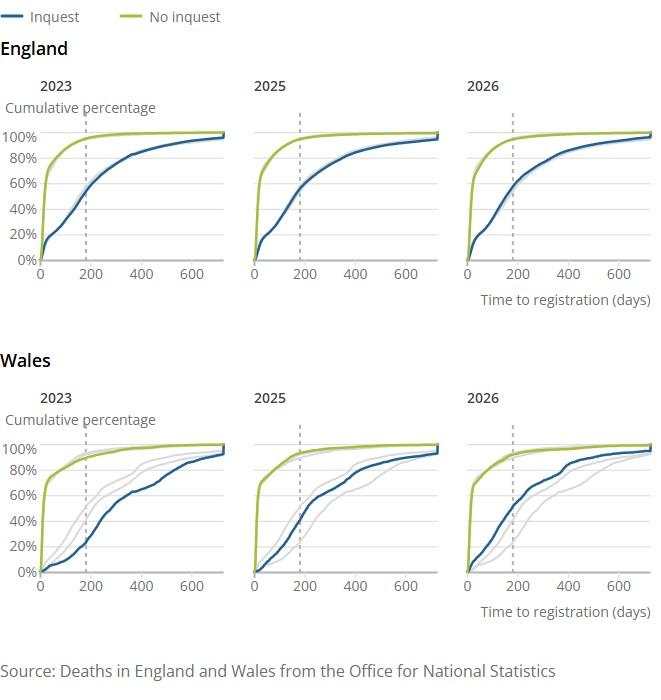 Inquest No inquest
England
2023 2025 2026
Cumulative percentage
100%
80%
60%
40%
20%
0%
0 200 400 600 0 200 400 600 0 200 400 600
Time to registration (days)
Wales
2023 2025 2026
Cumulative percentage
100%
80%
60%
40%
20%
0%
0 200 400 600 0 200 400 600 0 200 400 600
Time to registration (days)
Source: Deaths in England and Wales from the Office for National Statistics